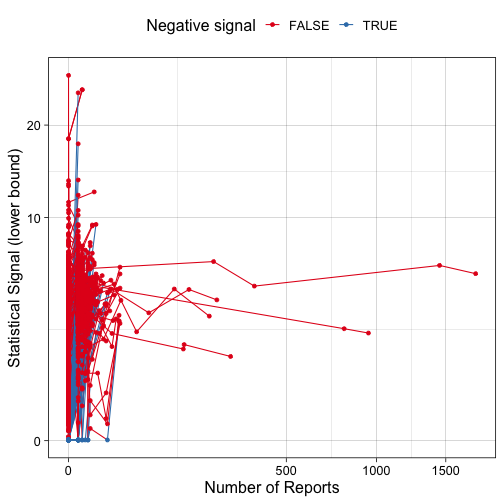 Negative signal FALSE TRUE
Statistical Signal (lower bound)
20
10
0
0 500 1000 1500
Number of Reports